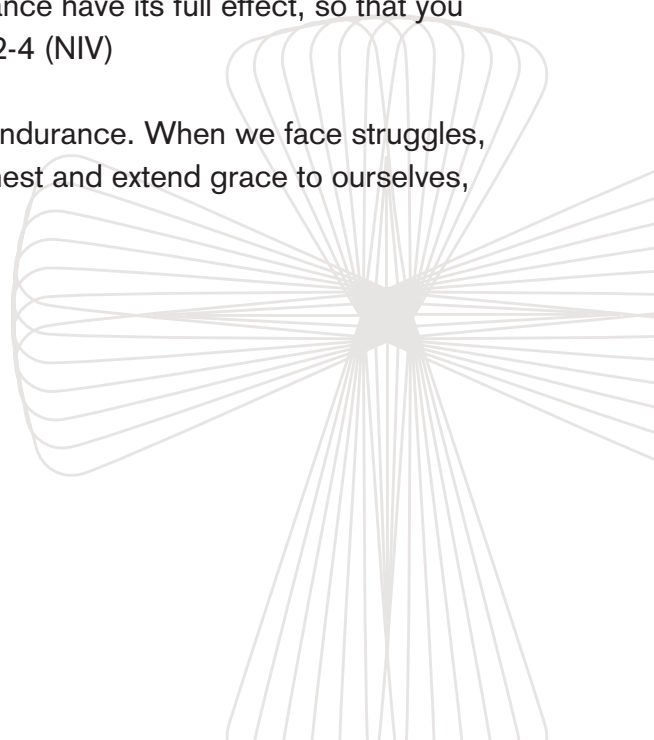 ance have its full effect, so that you
2-4 (NIV)
ndurance. When we face struggles,
nest and extend grace to ourselves,